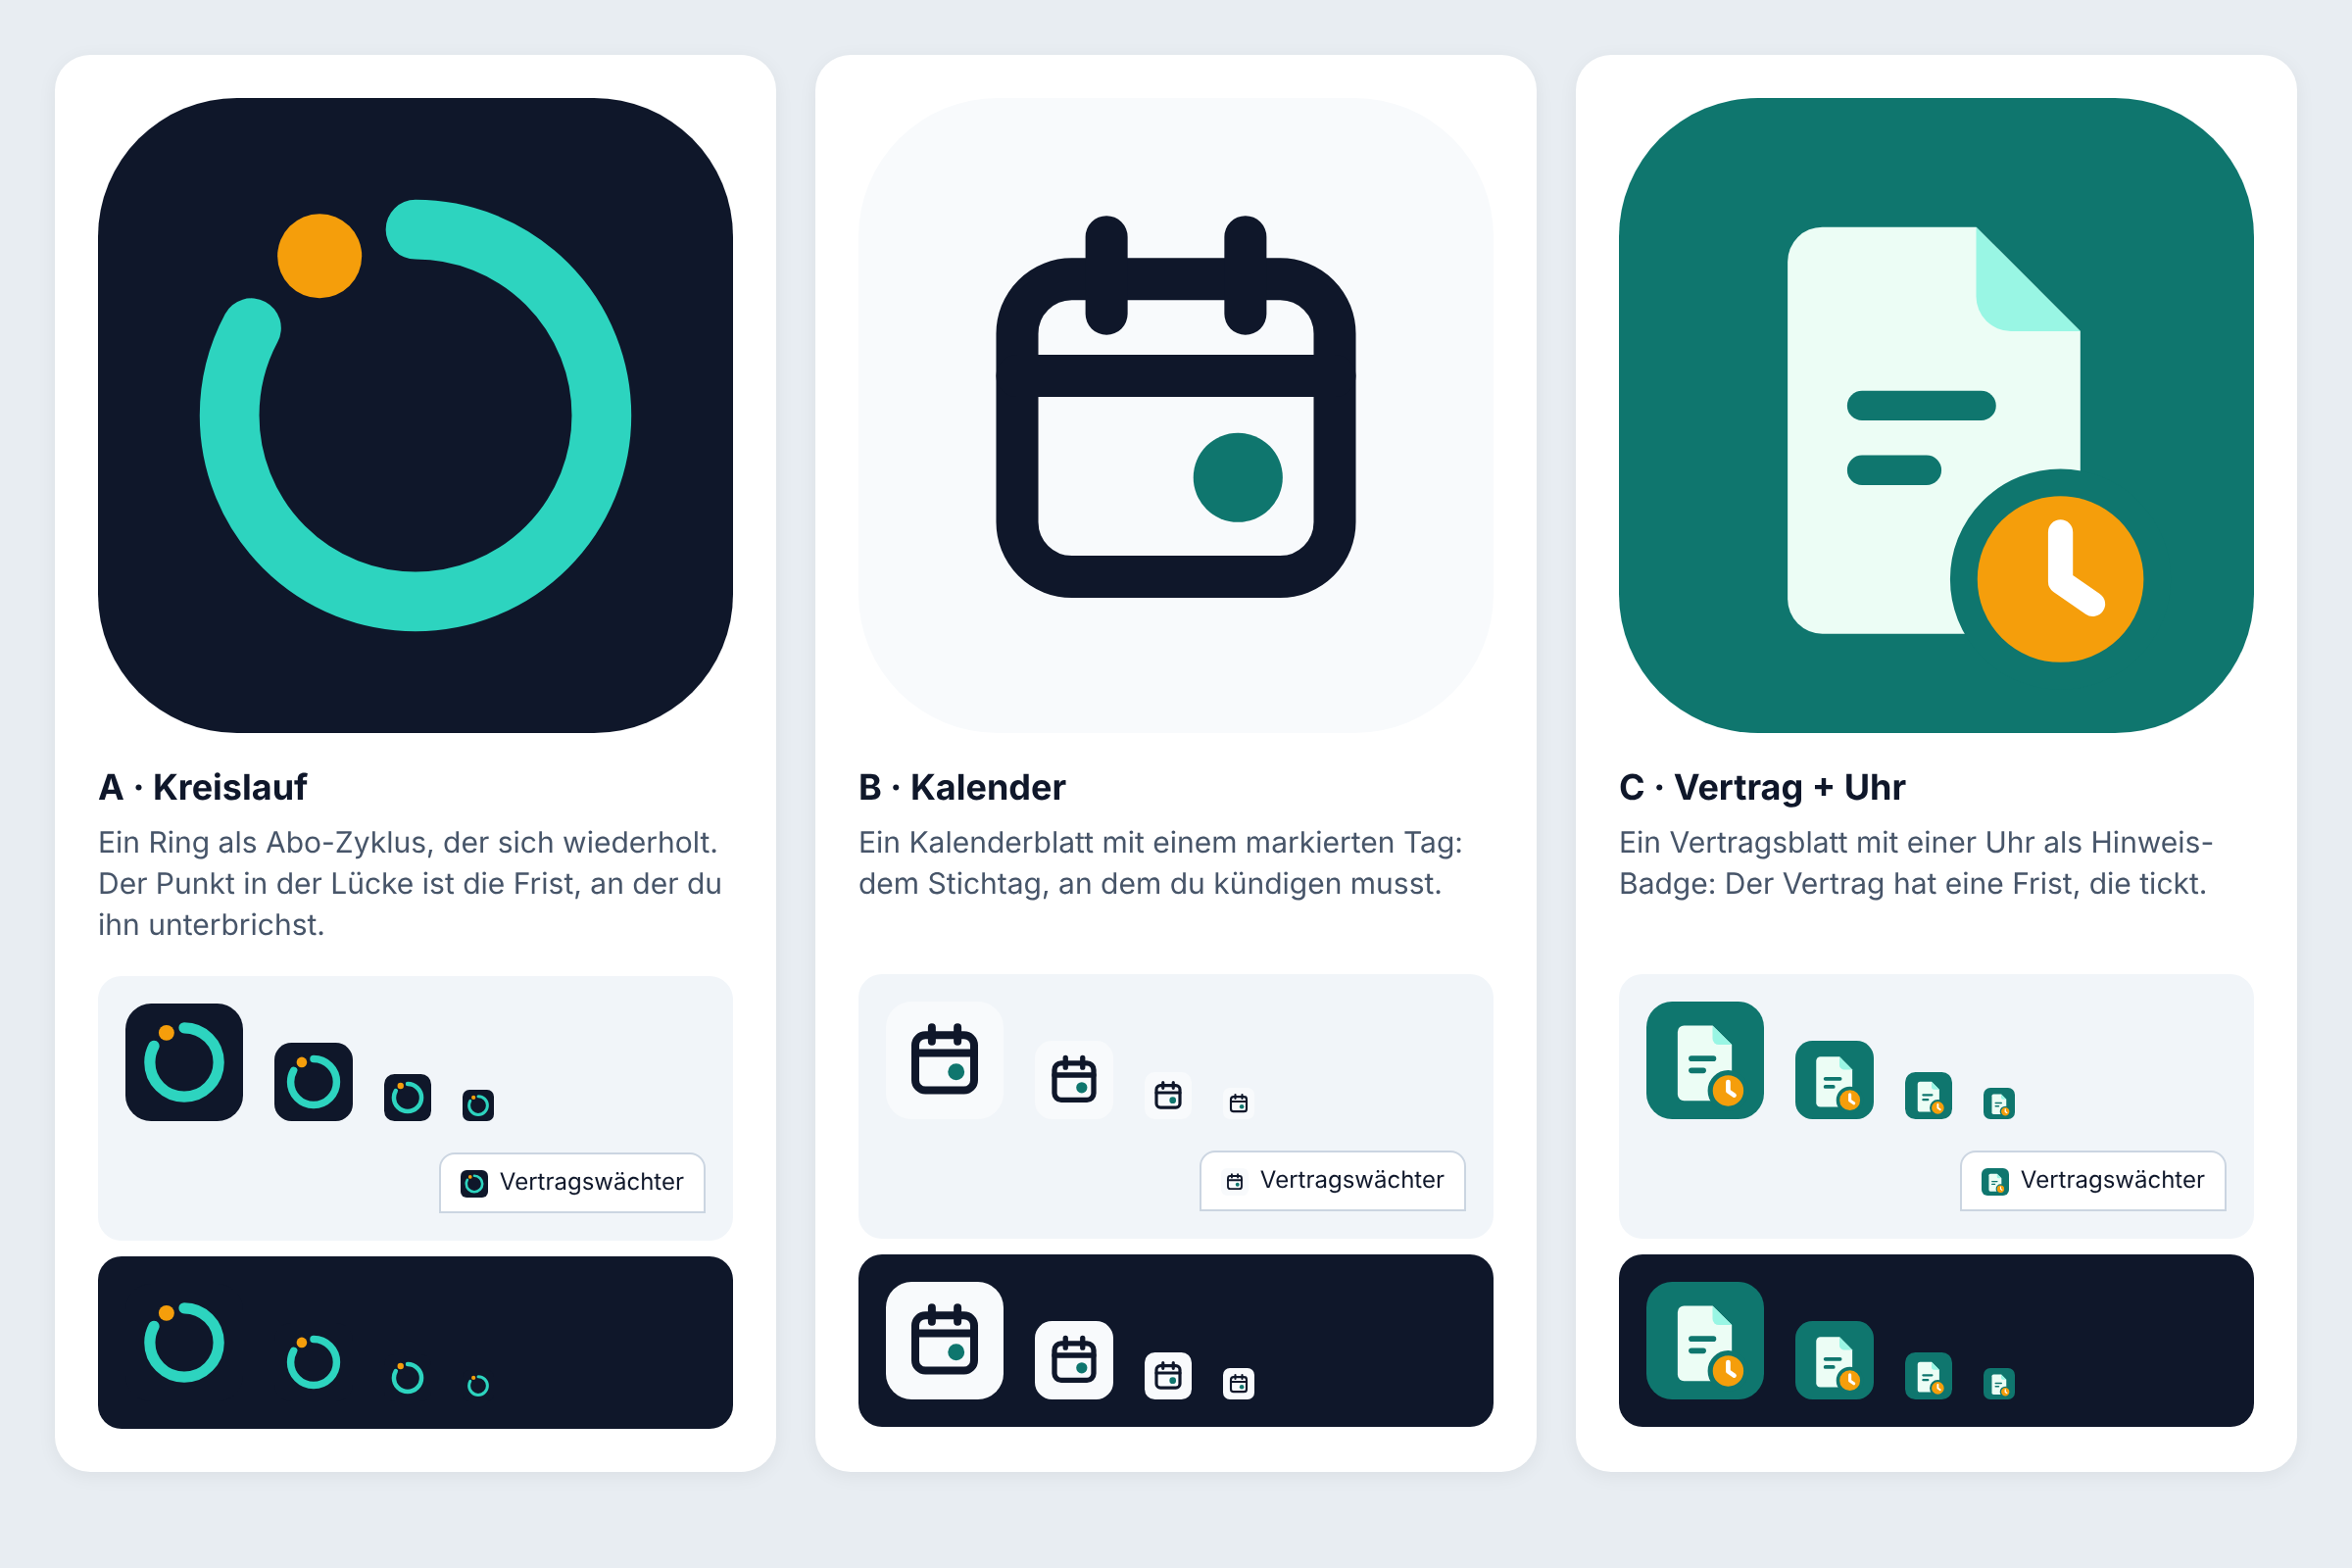 A · Kreislauf
Ein Ring als Abo-Zyklus, der sich wiederholt.
Der Punkt in der Lücke ist die Frist, an der du
ihn unterbrichst.
Vertragswächter
B · Kalender
Ein Kalenderblatt mit einem markierten Tag:
dem Stichtag, an dem du kündigen musst.
Vertragswächter
C · Vertrag + Uhr
Ein Vertragsblatt mit einer Uhr als Hinweis-
Badge: Der Vertrag hat eine Frist, die tickt.
Vertragswächter